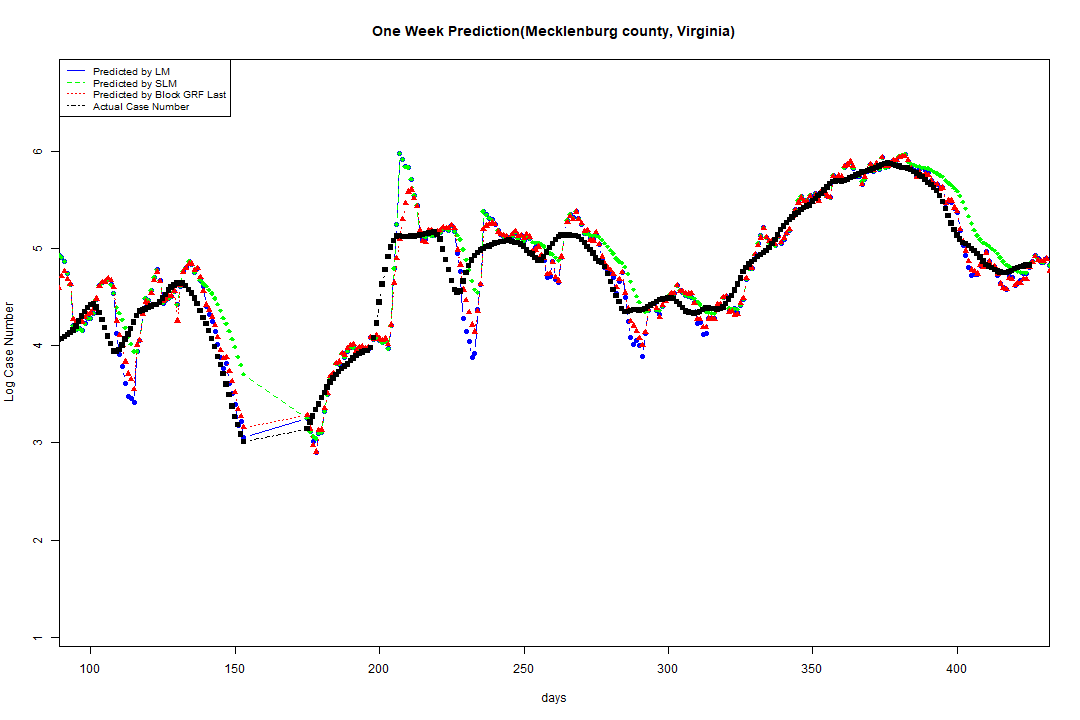 One Week Prediction(Mecklenburg county, Virginia)
Predicted by LM
Predicted by SLM
Predicted by Block GRF Last
Actual Case Number
Log Case Number
6
5
4
3
2
1
100 150 200 250 300 350 400
days